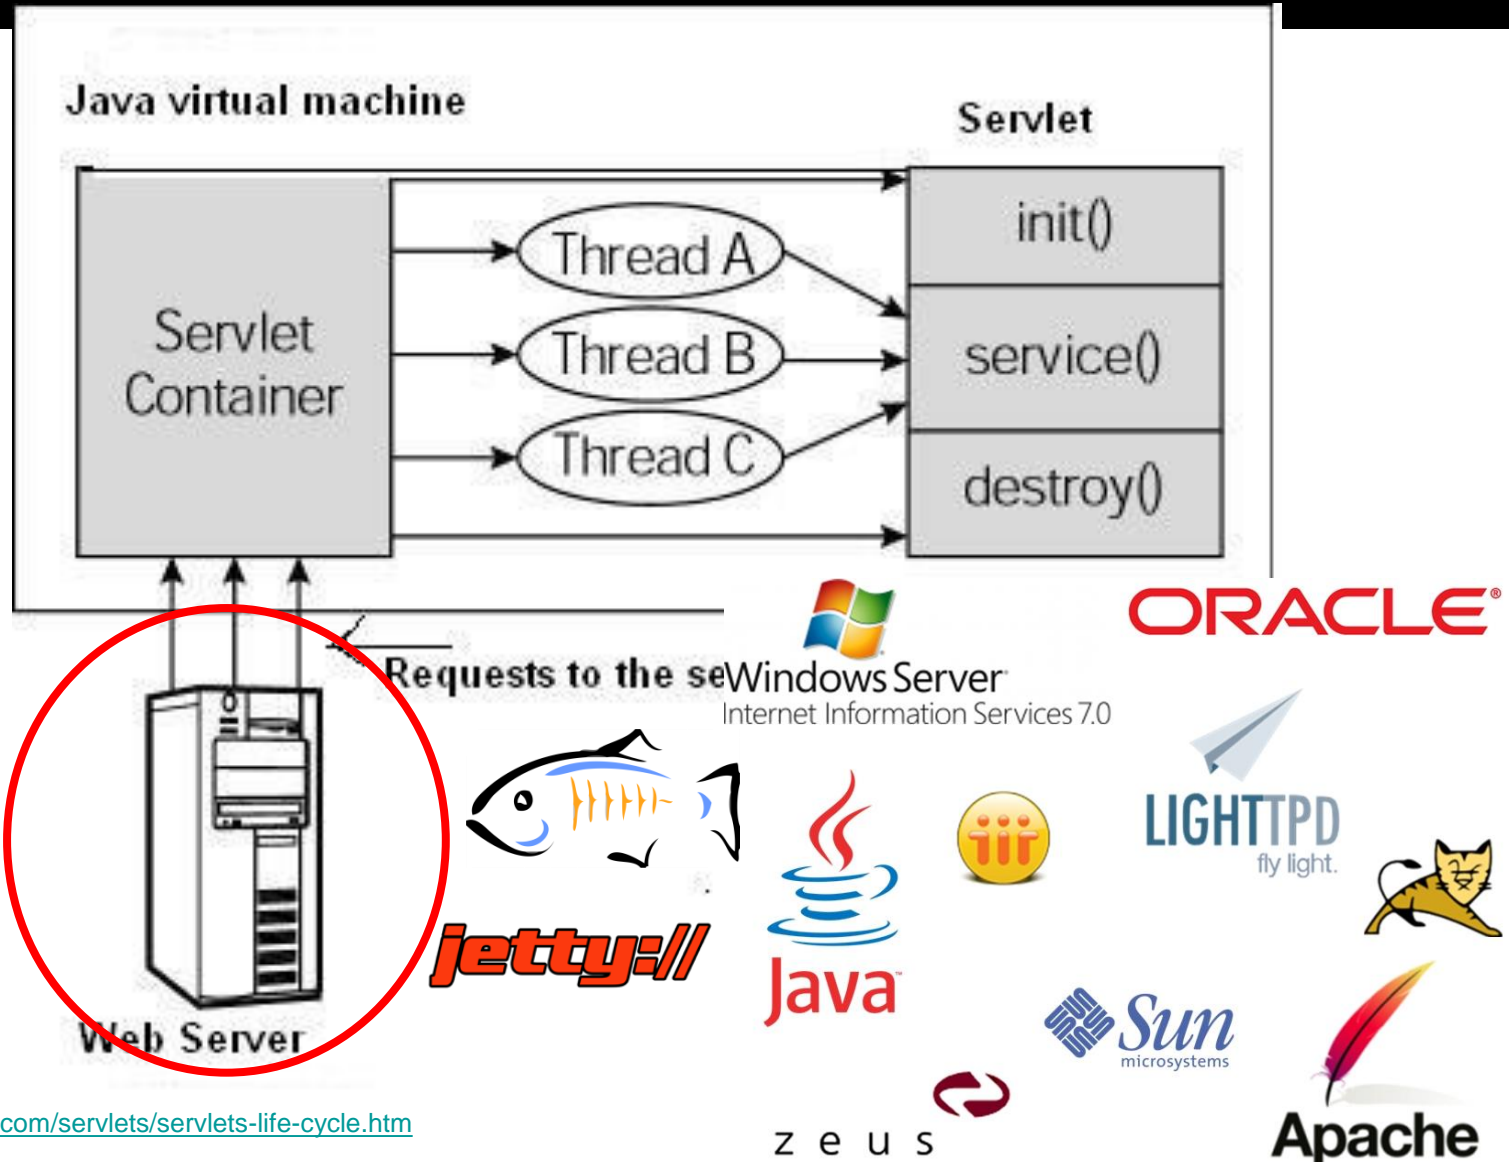 Java virtual machine
Servlet
Servlet
Container
Thread A
Thread B
Thread C
init()
service()
destroy()
Requests to the se
Windows Server
Internet Information Services 7.0
ORACLE®
LIGHTTPD
fly light.
jetty://
Java™
Sun
microsystems
Web Server
com/servlets/servlets-life-cycle.htm
zeus
Apache